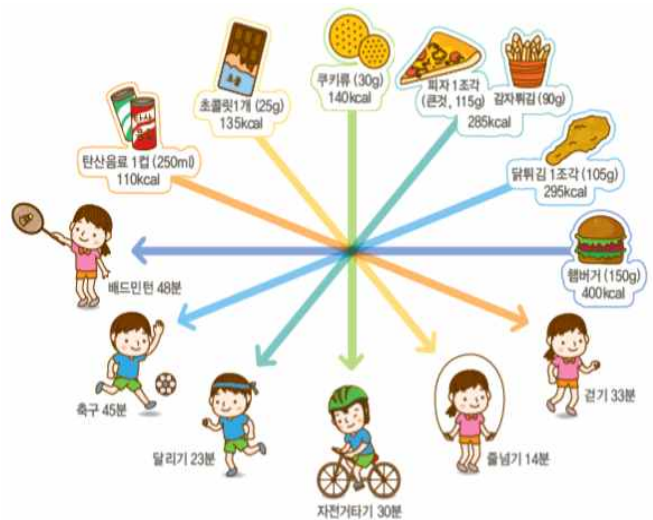 쿠키류 (30g)
140kcal
초콜릿1개 (25g)
135kcal
피자 1조각
(큰것, 115g)
감자튀김 (90g)
285kcal
탄산음료 1컵 (250ml)
110kcal
닭튀김 1조각 (105g)
295kcal
햄버거 (150g)
400kcal
배드민턴 48분
축구 45분
달리기 23분
자전거타기 30분
줄넘기 14분
걷기 33분